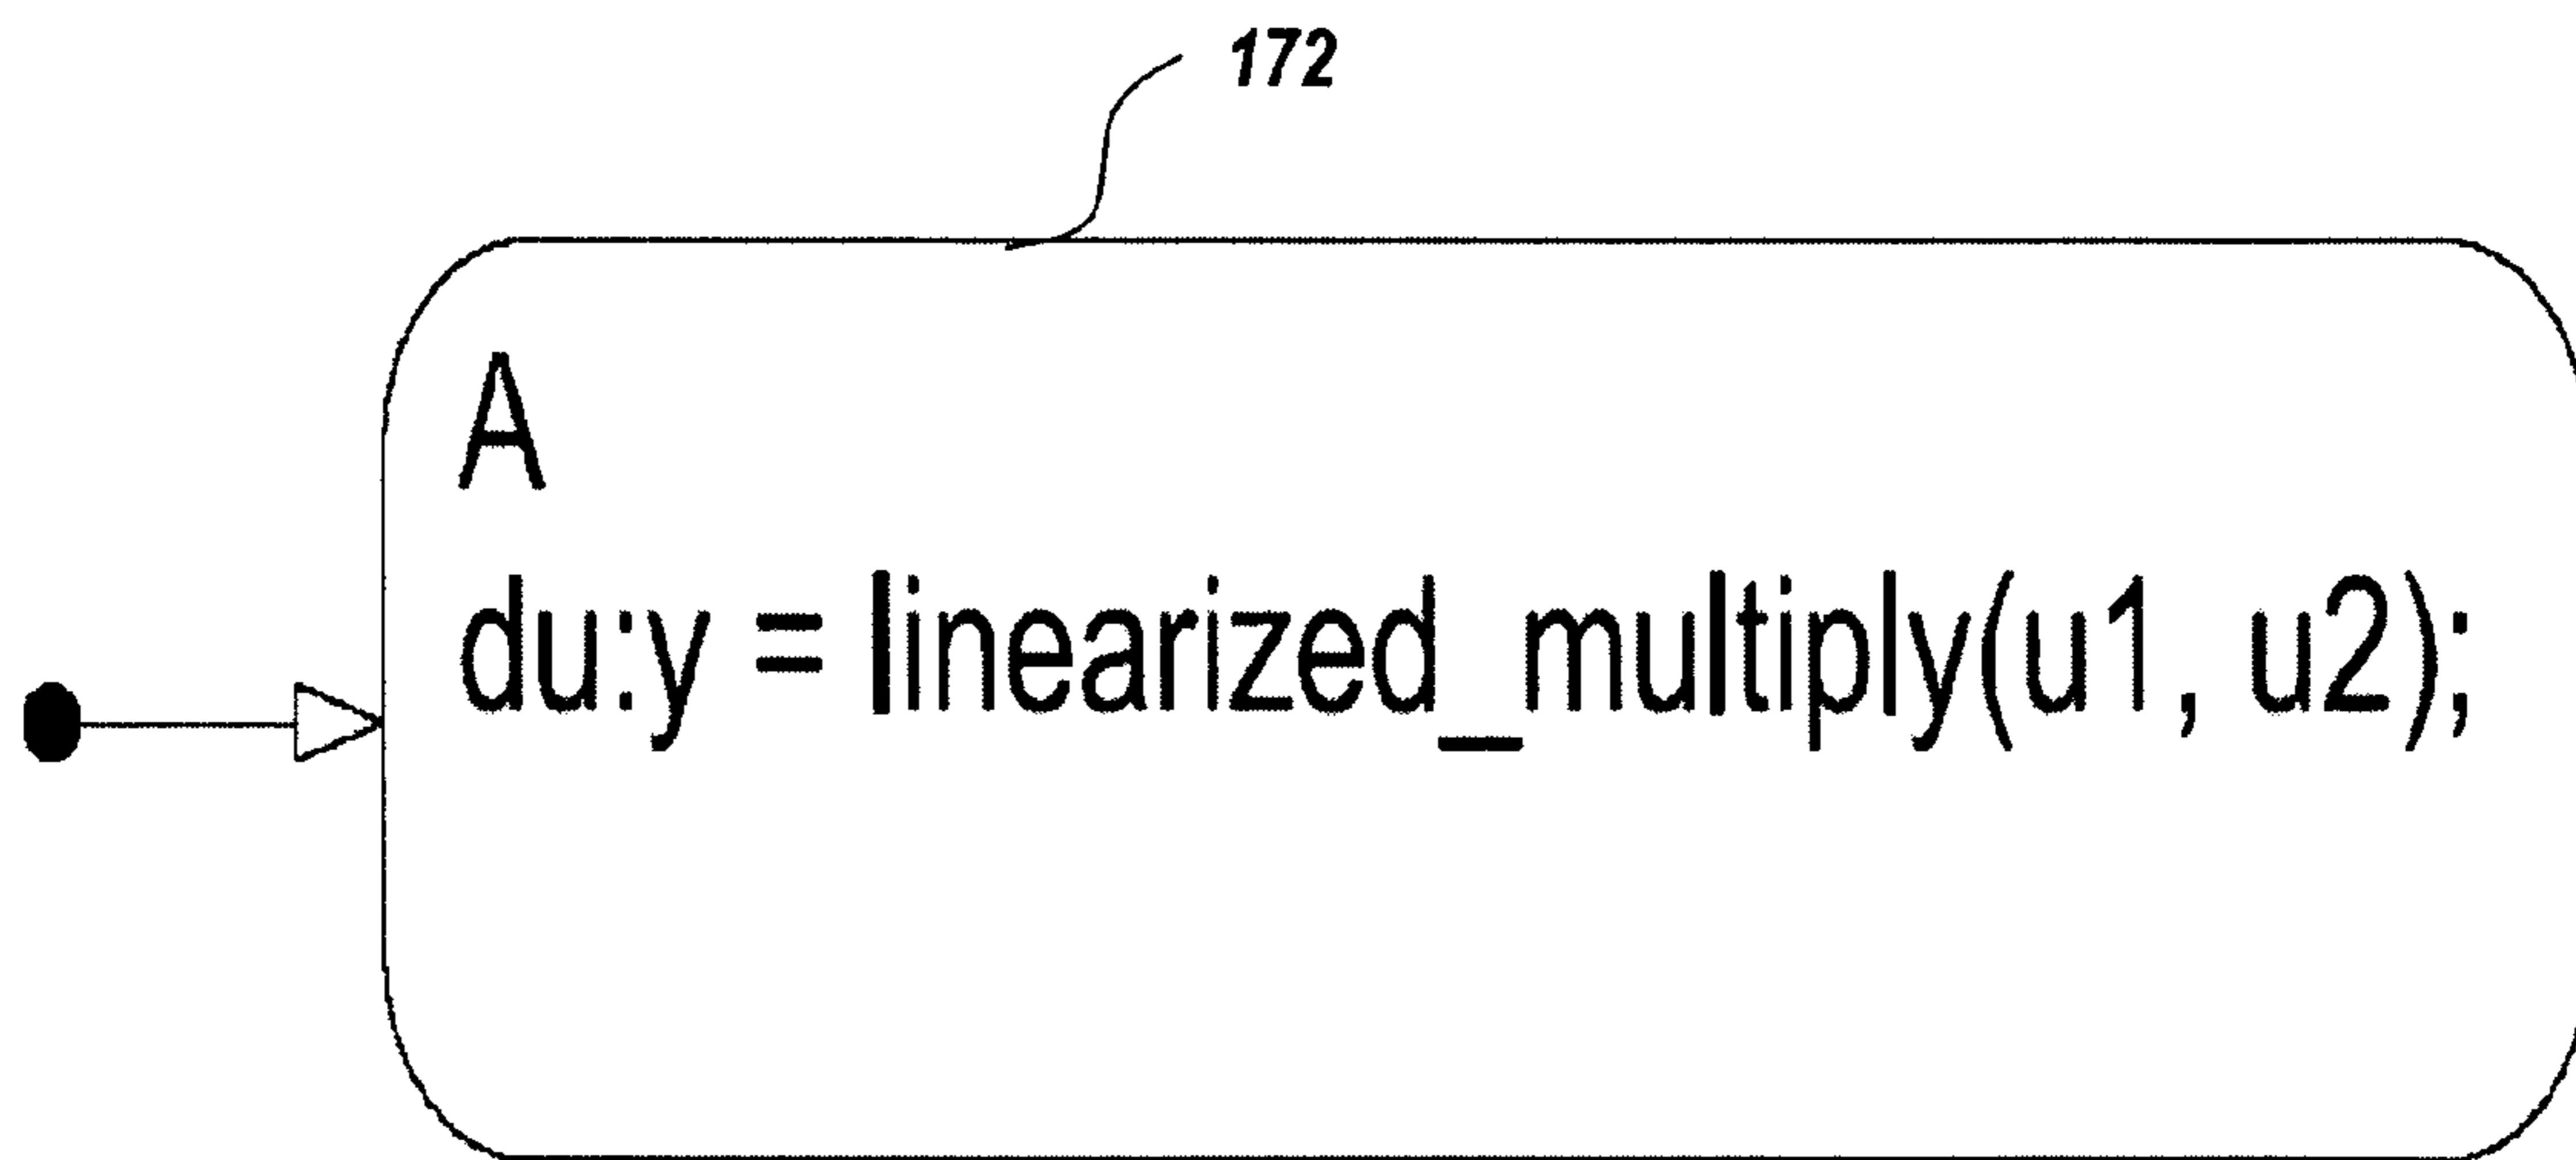 172
A
du:y = linearized_multiply(u1, u2);